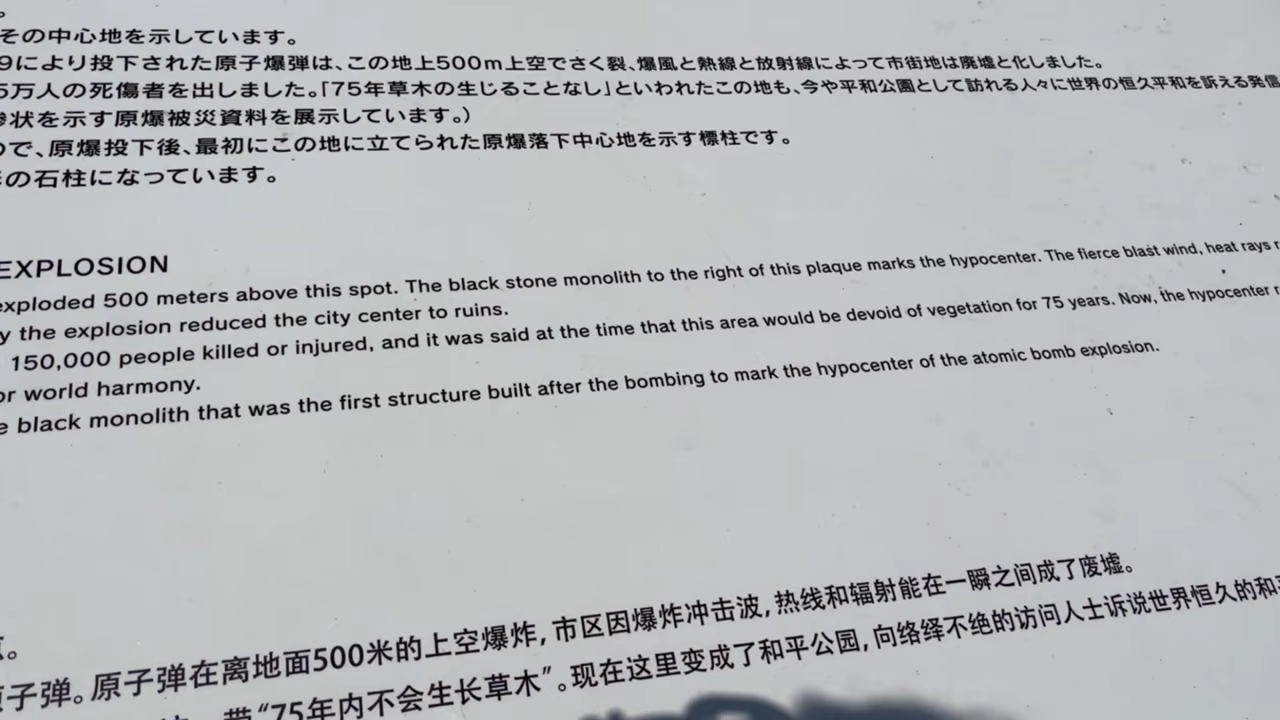 その中心地を示しています。
9により投下された原子爆弾は、この地上500m上空でさく裂、爆風と熱線と放射線によって市街地は廃墟と化しました。
5万人の死傷者を出しました。「75年草木の生じることなし」といわれたこの地も、今や平和公園として訪れる人々に世界の恒久平和を訴える発信
状を示す原爆被災資料を展示しています。)
ので、原爆投下後、最初にこの地に立てられた原爆落下中心地を示す標柱です。
の石柱になっています。
EXPLOSION
exploded 500 meters above this spot. The black stone monolith to the right of this plaque marks the hypocenter. The fierce blast wind, heat rays
y the explosion reduced the city center to ruins.
150,000 people killed or injured, and it was said at the time that this area would be devoid of vegetation for 75 years. Now, the hypocenter
or world harmony.
e black monolith that was the first structure built after the bombing to mark the hypocenter of the atomic bomb explosion.
子弹。原子弹在离地面500米的上空爆炸,市区因爆炸冲击波,热线和辐射能在一瞬之间成了废墟。
带“75年内不会生长草木”。现在这里变成了和平公园,向络绎不绝的访问人士诉说世界恒久的和